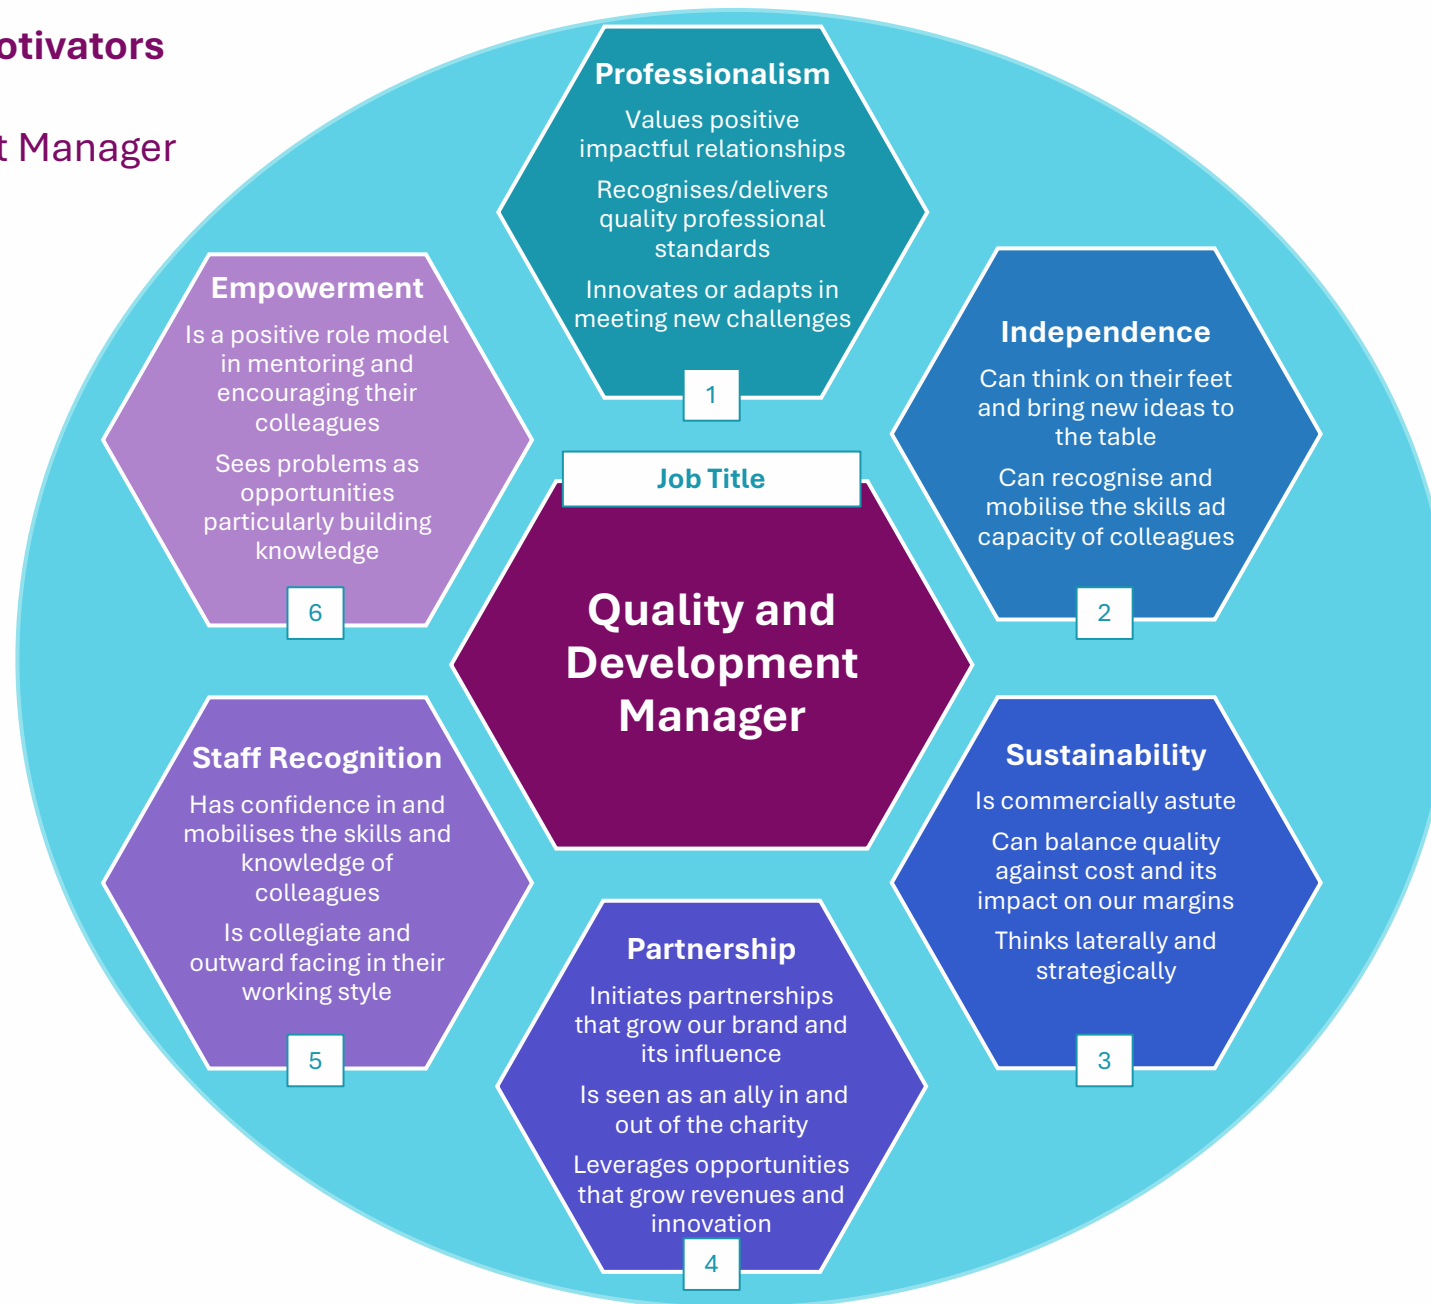 otivators
t Manager
Professionalism
Values positive
impactful relationships
Recognises/delivers
quality professional
standards
Innovates or adapts in
meeting new challenges
1
Independence
Can think on their feet
and bring new ideas to
the table
Can recognise and
mobilise the skills ad
capacity of colleagues
2
Sustainability
Is commercially astute
Can balance quality
against cost and its
impact on our margins
Thinks laterally and
strategically
3
Partnership
Initiates partnerships
that grow our brand and
its influence
Is seen as an ally in and
out of the charity
Leverages opportunities
that grow revenues and
innovation
4
Staff Recognition
Has confidence in and
mobilises the skills and
knowledge of
colleagues
Is collegiate and
outward facing in their
working style
5
Empowerment
Is a positive role model
in mentoring and
encouraging their
colleagues
Sees problems as
opportunities
particularly building
knowledge
6
Job Title
Quality and
Development
Manager